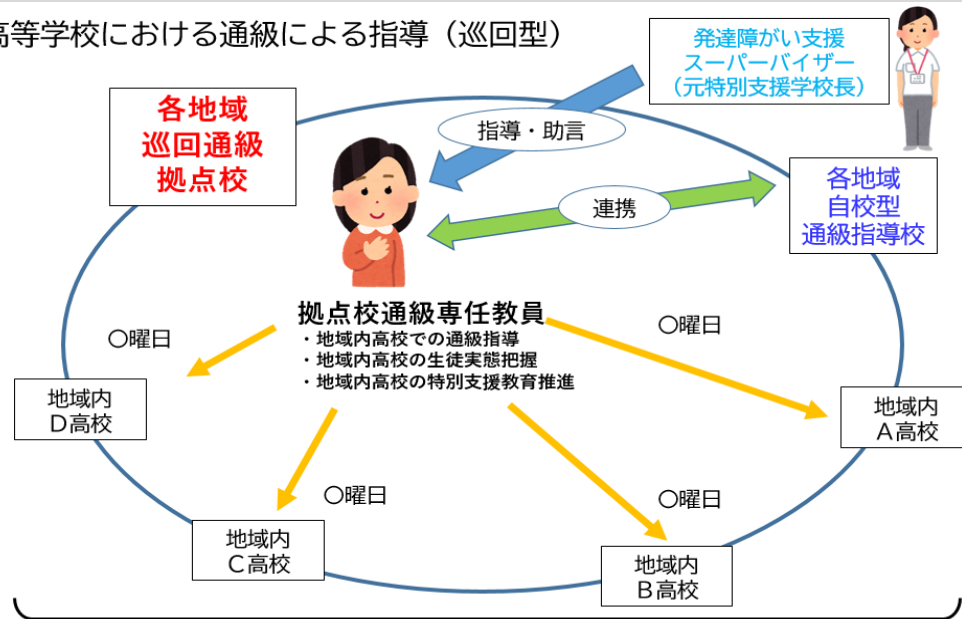 高等学校における通級による指導（巡回型）
発達障がい支援
スーパーバイザー
（元特別支援学校長）
各地域
巡回通級
拠点校
指導・助言
連携
各地域
自校型
通級指導校
拠点校通級専任教員
・地域内高校での通級指導
・地域内高校の生徒実態把握
・地域内高校の特別支援教育推進
〇曜日
〇曜日
地域内
Ｄ高校
地域内
Ａ高校
〇曜日
〇曜日
地域内
Ｃ高校
地域内
Ｂ高校